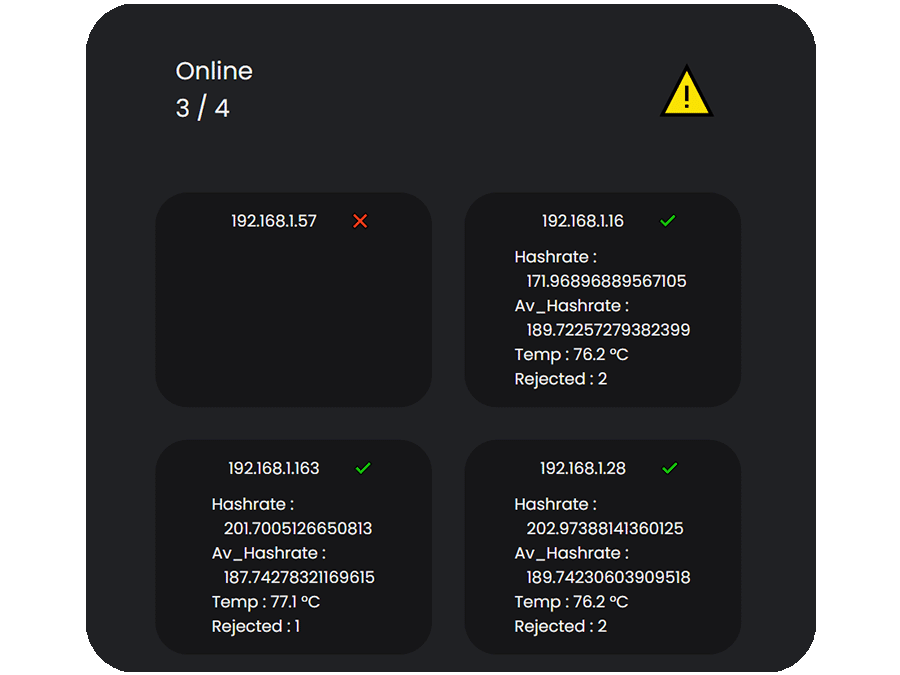 Online
3 / 4
!
192.168.1.57
192.168.1.16
Hashrate :
171.96896889567105
Av_Hashrate :
189.72257279382399
Temp : 76.2 °C
Rejected : 2
192.168.1.163
Hashrate :
201.7005126650813
Av_Hashrate :
187.74278321169615
Temp : 77.1 °C
Rejected : 1
192.168.1.28
Hashrate :
202.97388141360125
Av_Hashrate :
189.74230603909518
Temp : 76.2 °C
Rejected : 2